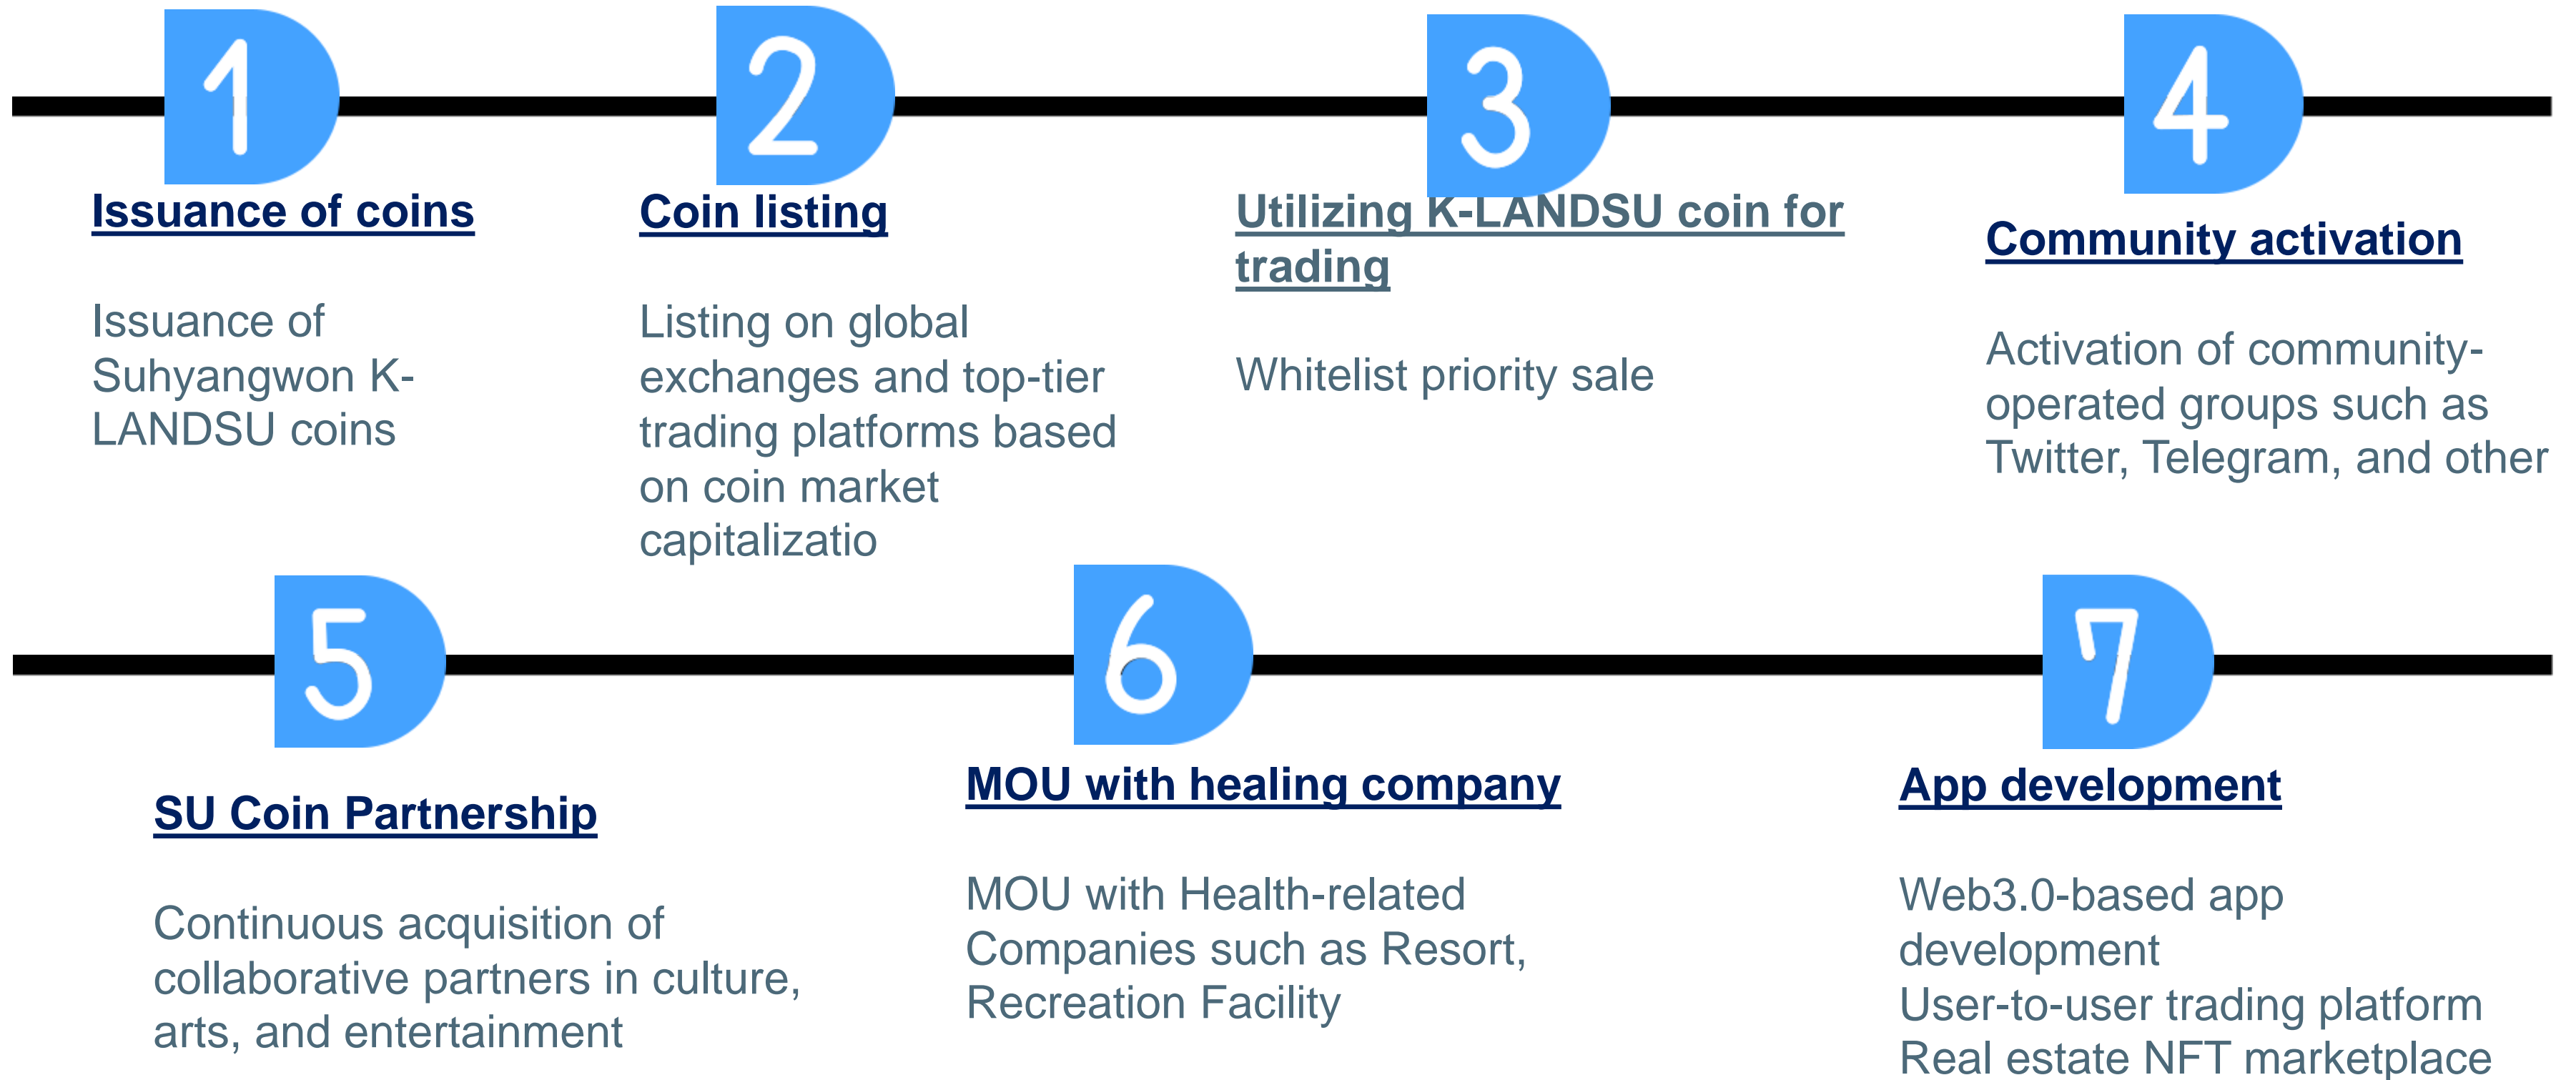 1
2
3
4
Issuance of coins
Issuance of
Suhyangwon K-
LANDSU coins
Coin listing
Listing on global
exchanges and top-tier
trading platforms based
on coin market
capitalizatio
Utilizing K-LANDSU coin for
trading
Whitelist priority sale
Community activation
Activation of community-
operated groups such as
Twitter, Telegram, and other
5
6
7
SU Coin Partnership
Continuous acquisition of
collaborative partners in culture,
arts, and entertainment
MOU with healing company
MOU with Health-related
Companies such as Resort,
Recreation Facility
App development
Web3.0-based app
development
User-to-user trading platform
Real estate NFT marketplace